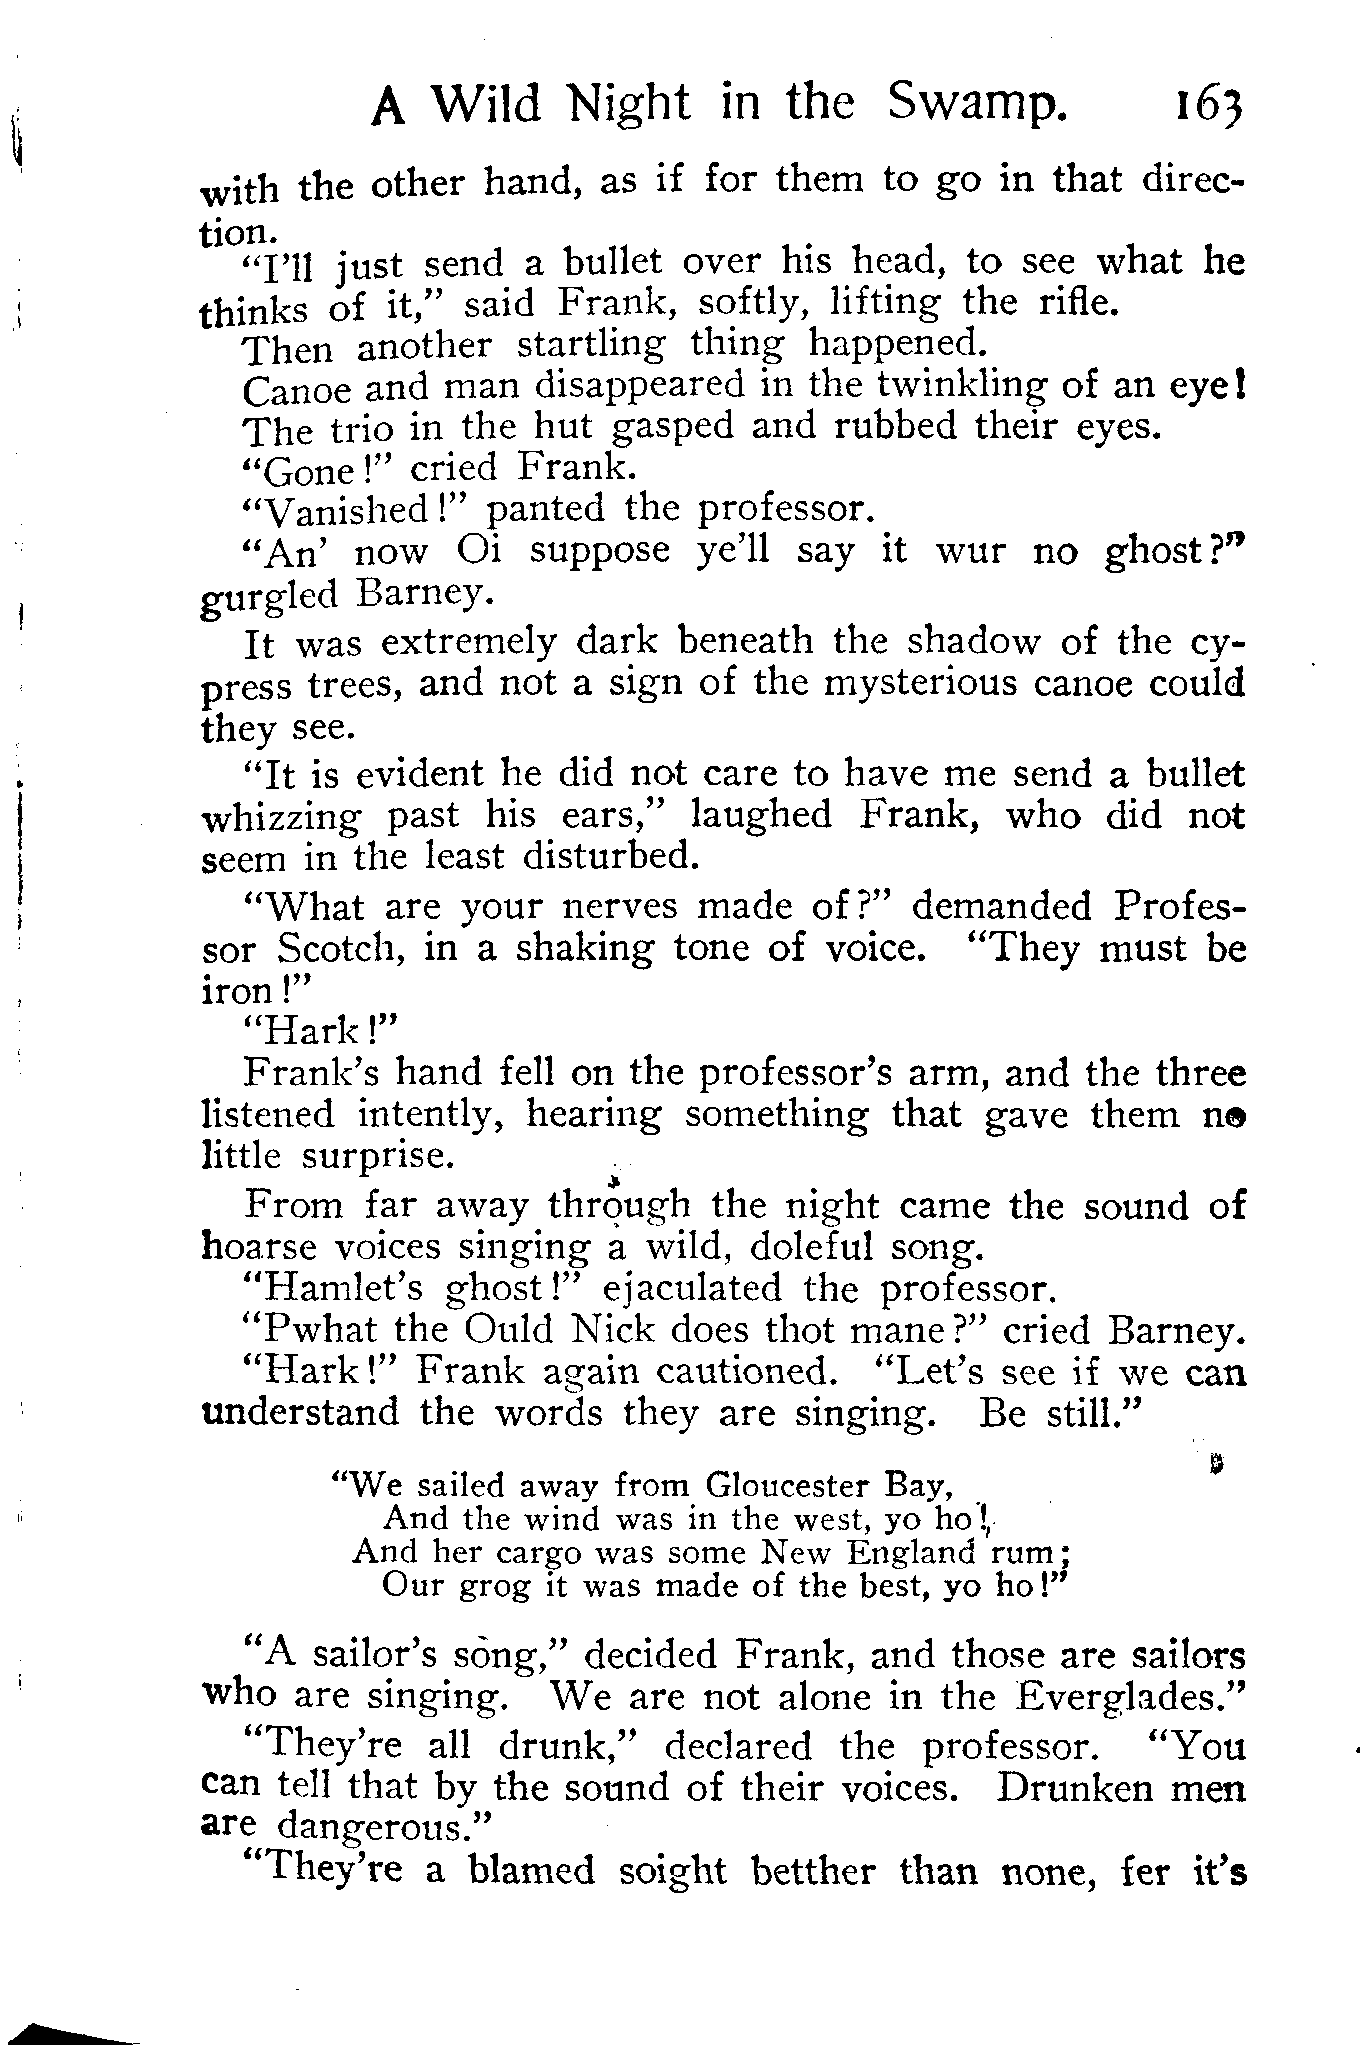 A Wild Night in the Swamp. 163
with the other hand, as if for them to go in that direc-
tion.
“I’ll just send a bullet over his head, to see what he
thinks of it,” said Frank, softly, lifting the rifle.
Then another startling thing happened.
Canoe and man disappeared in the twinkling of an eye!
The trio in the hut gasped and rubbed their eyes.
“Gone!” cried Frank.
“Vanished!” panted the professor.
“An’ now Oi suppose ye’ll say it wur no ghost?”
gurgled Barney.
It was extremely dark beneath the shadow of the cy-
press trees, and not a sign of the mysterious canoe could
they see.
“It is evident he did not care to have me send a bullet
whizzing past his ears,” laughed Frank, who did not
seem in the least disturbed.
“What are your nerves made of?” demanded Profes-
sor Scotch, in a shaking tone of voice. “They must be
iron!”
“Hark!”
Frank’s hand fell on the professor’s arm, and the three
listened intently, hearing something that gave them no
little surprise.
From far away through the night came the sound of
hoarse voices singing a wild, doleful song.
“Hamlet’s ghost!” ejaculated the professor.
“Pwhat the Ould Nick does thot mane?” cried Barney.
“Hark!” Frank again cautioned. “Let’s see if we can
understand the words they are singing. Be still.”
“We sailed away from Gloucester Bay,
And the wind was in the west, yo ho!
And her cargo was some New England rum;
Our grog it was made of the best, yo ho!”
“A sailor’s song,” decided Frank, and those are sailors
who are singing. We are not alone in the Everglades.”
“They’re all drunk,” declared the professor. “You
can tell that by the sound of their voices. Drunken men
are dangerous.”
“They’re a blamed soight betther than none, fer it’s